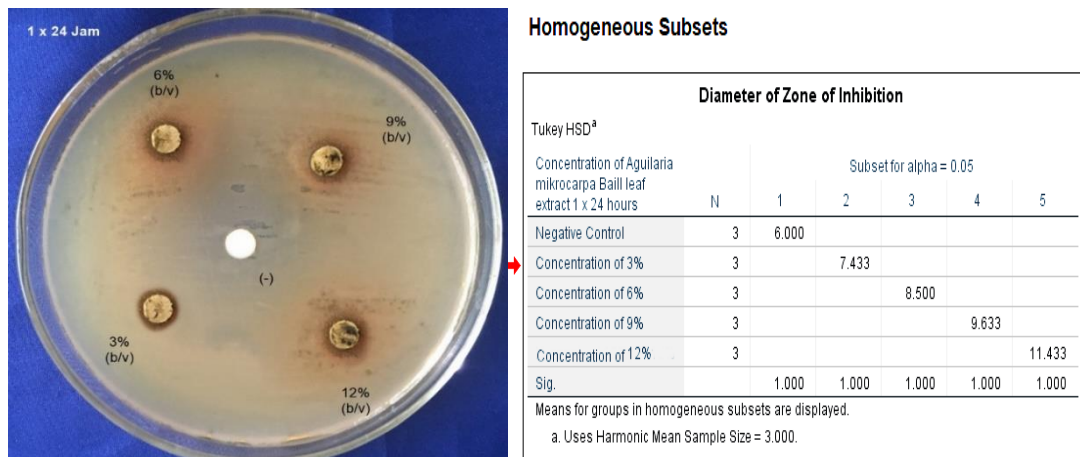 1 x 24 Jam
6%
(b/v)
9%
(b/v)
(-)
3%
(b/v)
12%
(b/v)
Homogeneous Subsets
Diameter of Zone of Inhibition
Tukey HSDa
Concentration of Aguilaria
mikrocarpa Baill leaf
extract 1 x 24 hours
N
Subset for alpha = 0.05
1 2 3 4 5
Negative Control 3 6.000
Concentration of 3% 3 7.433
Concentration of 6% 3 8.500
Concentration of 9% 3 9.633
Concentration of 12% 3 11.433
Sig. 1.000 1.000 1.000 1.000 1.000
Means for groups in homogeneous subsets are displayed.
a. Uses Harmonic Mean Sample Size = 3.000.